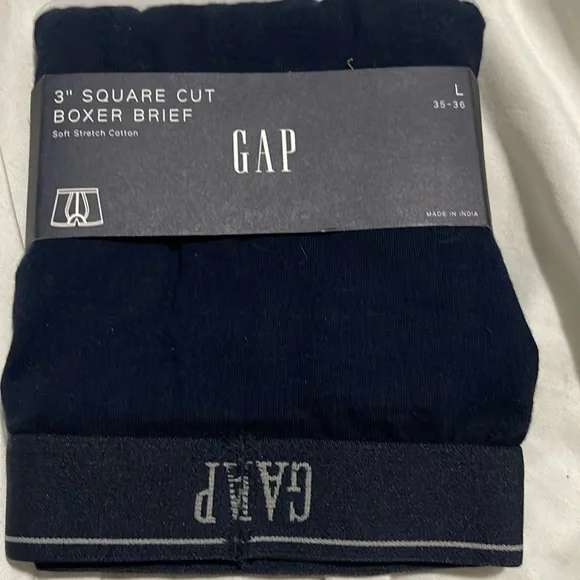 3" SQUARE CUT
BOXER BRIEF
Soft Stretch Cotton
GAP
L
35-36
MADE IN INDIA
GAP